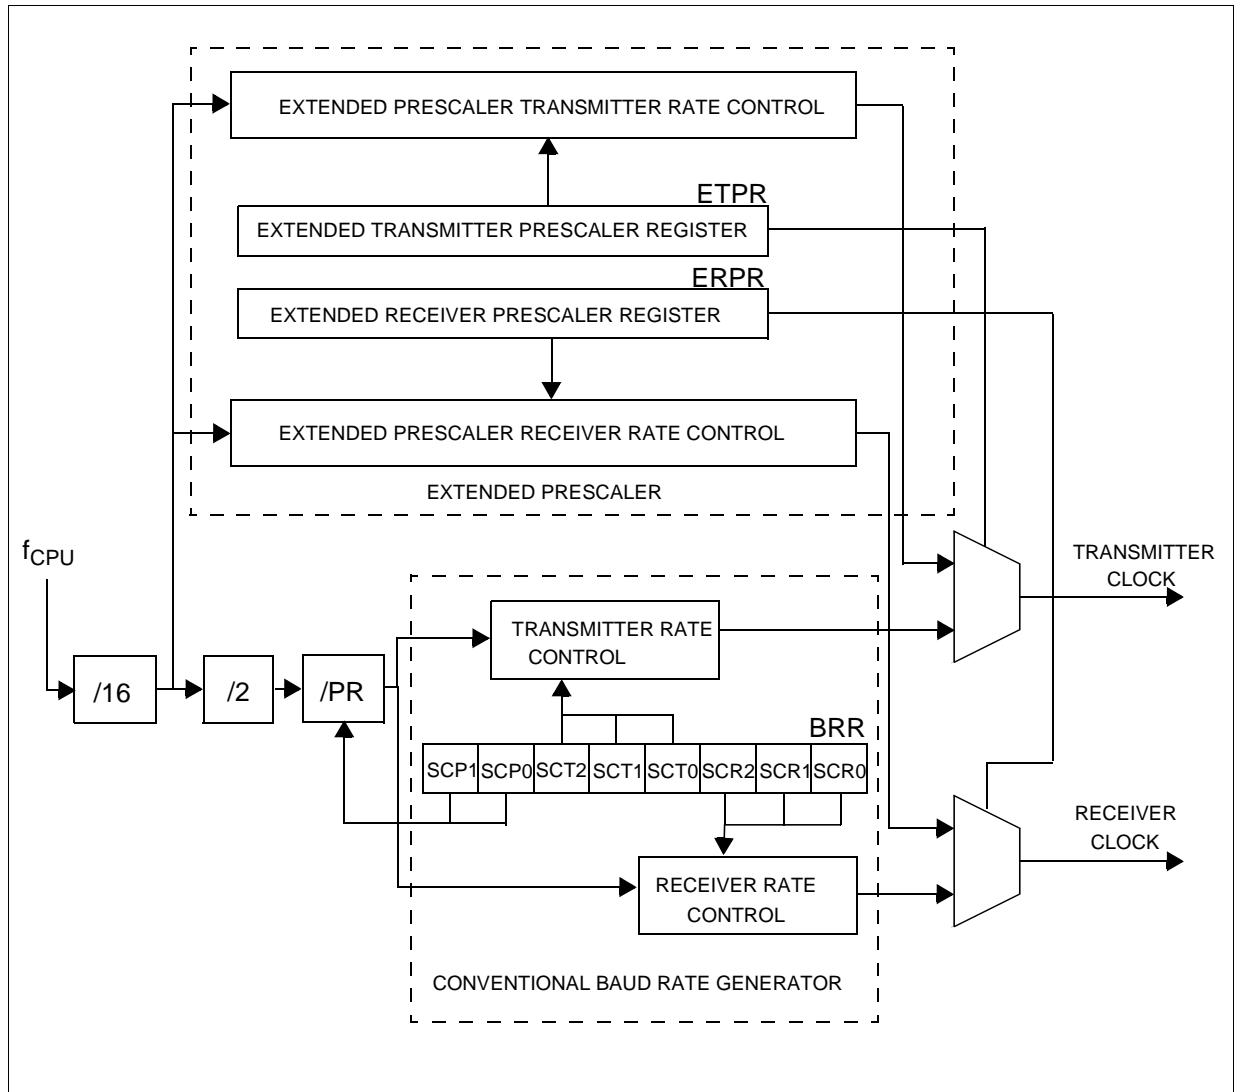 EXTENDED PRESCALER TRANSMITTER RATE CONTROL
ETPR
EXTENDED TRANSMITTER PRESCALER REGISTER
ERPR
EXTENDED RECEIVER PRESCALER REGISTER
EXTENDED PRESCALER RECEIVER RATE CONTROL
EXTENDED PRESCALER
fCPU
TRANSMITTER
CLOCK
TRANSMITTER RATE
CONTROL
/16
/2
/PR
BRR
SCP1 SCP0 SCT2 SCT1 SCT0 SCR2 SCR1 SCR0
RECEIVER
CLOCK
RECEIVER RATE
CONTROL
CONVENTIONAL BAUD RATE GENERATOR